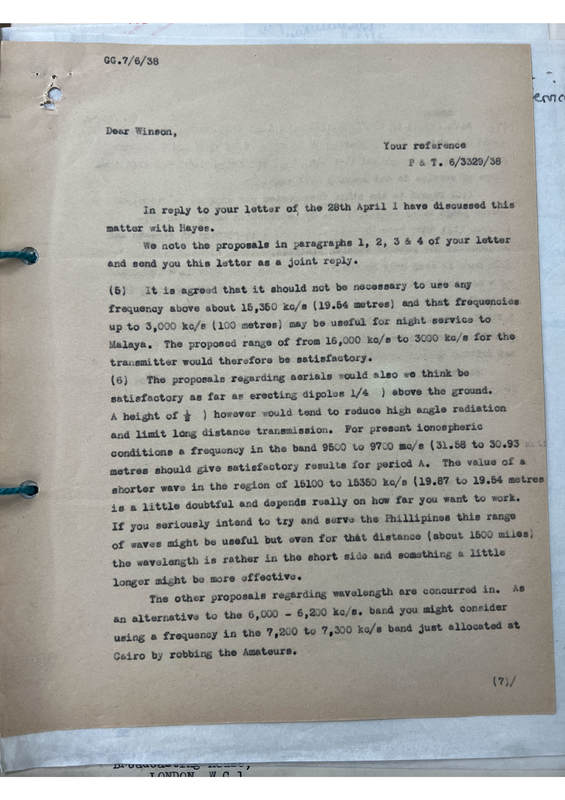 GG.7/6/38
ervic
Dear Winson,
Your reference
P & T. 6/3329/38
In reply to your letter of the 28th April I have discussed this
matter with Hayes.
We note the proposals in paragraphs 1, 2, 3 & 4 of your letter
and send you this letter as a joint reply.
(5) It is agreed that it should not be necessary to use any
frequency above about 15,350 kc/s (19.54 metres) and that frequencies
up to 3,000 kc/s (100 metres) may be useful for night service to
Malaya. The proposed range of from 16,000 kc/s to 3000 kc/s for the
transmitter would therefore be satisfactory.
(6) The proposals regarding aerials would also we think be
satisfactory as far as erecting dipoles 1/4 ) above the ground.
A height of ½ ) however would tend to reduce high angle radiation
and limit long distance transmission. For present ionospheric
conditions a frequency in the band 9500 to 9700 mc/s (31.58 to 30.93
metres should give satisfactory results for period A. The value of a
shorter wave in the region of 15100 to 15350 kc/s (19.87 to 19.54 metres
is a little doubtful and depends really on how far you want to work.
If you seriously intend to try and serve the Phillipines this range
of waves might be useful but even for that distance (about 1500 miles)
the wavelength is rather in the short side and something a little
longer might be more effective.
The other proposals regarding wavelength are concurred in. As
an alternative to the 6,000 - 6,200 kc/s. band you might consider
using a frequency in the 7,200 to 7,300 kc/s band just allocated at
Cairo by robbing the Amateurs.
(7)/
Broadcasting House,
LONDON, W.C.1